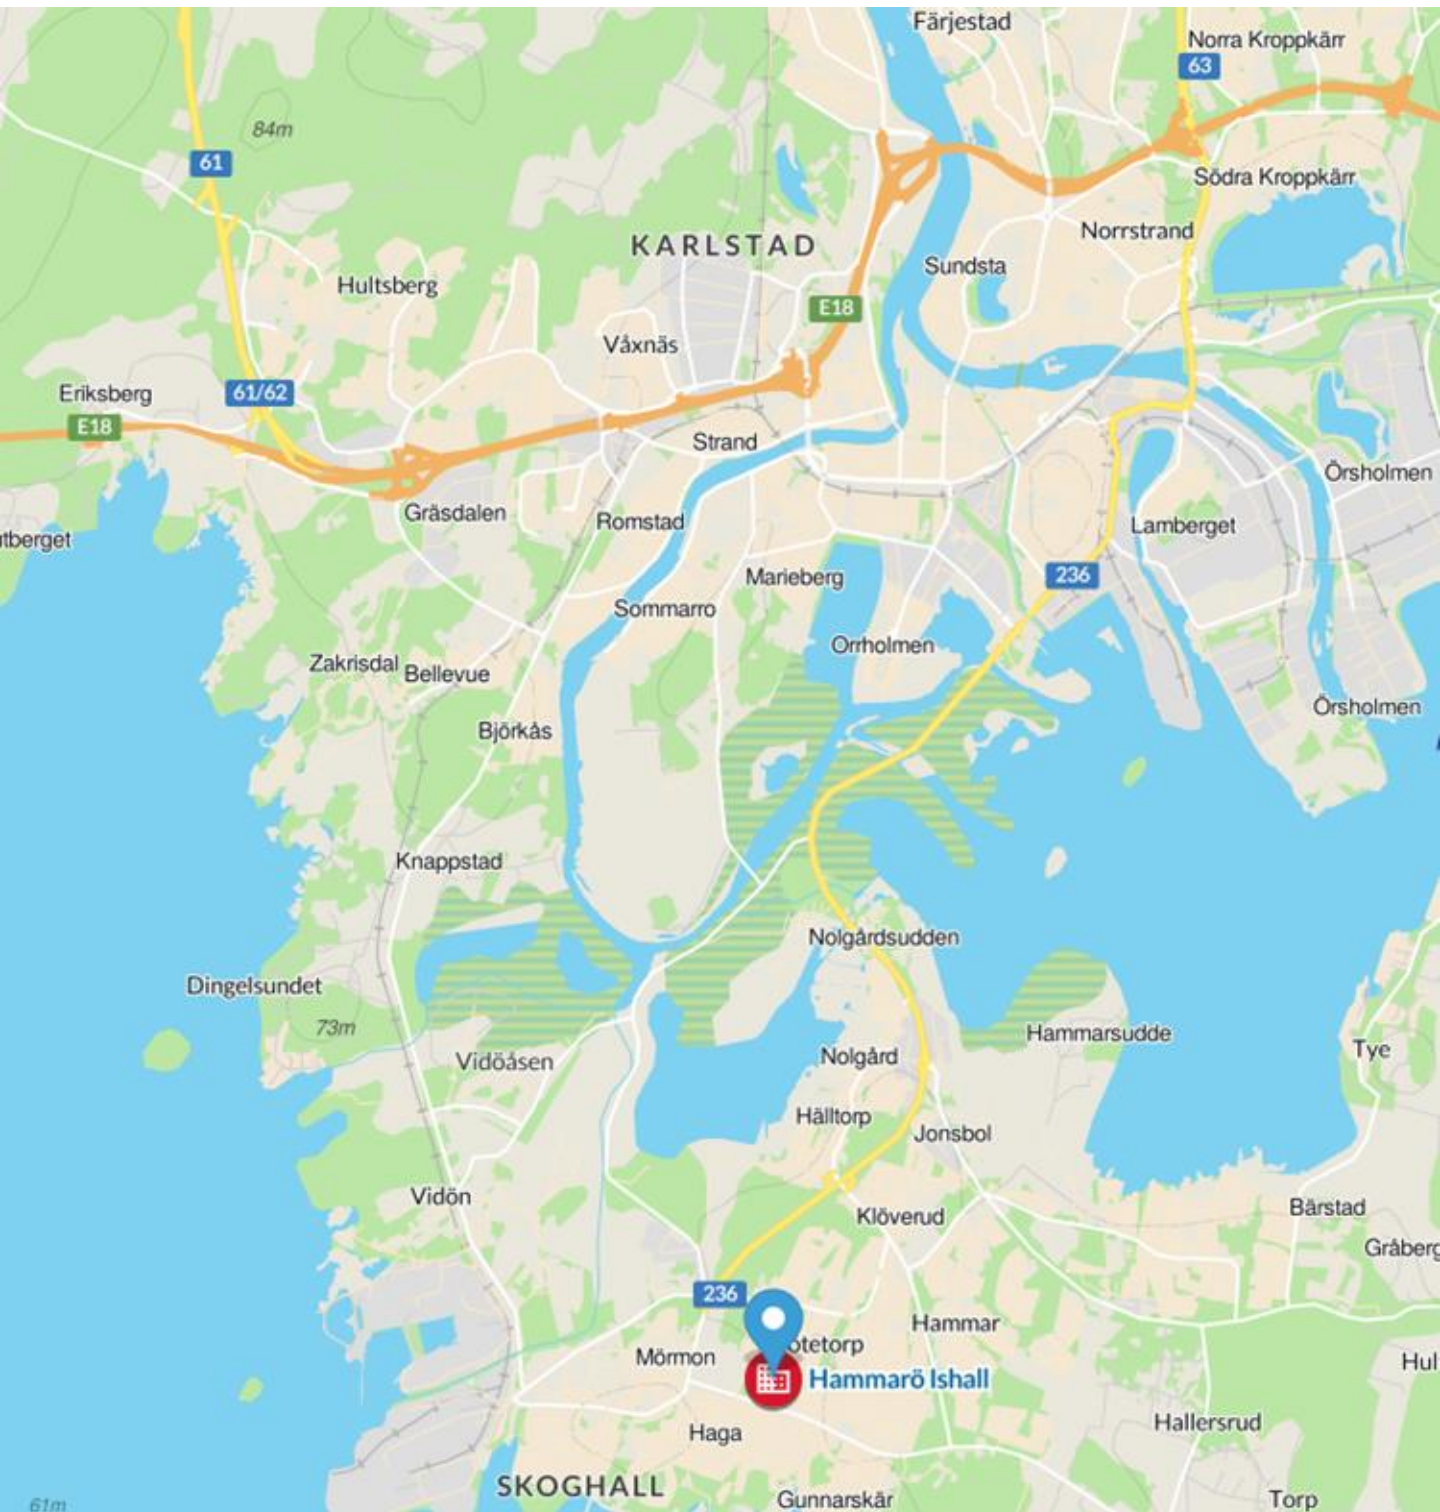 Färjestad
Norra Kroppkärr
63
84m
61
Södra Kroppkärr
Norrstrand
KARLSTAD
Sundsta
Hultsberg
E18
Våxnäs
61/62
Eriksberg
E18
Strand
Örsholmen
Gräsdalen
Romstad
Lamberget
tberget
236
Marieberg
Sommarro
Orrholmen
Zakrisdal
Bellevue
Örsholmen
Björkås
Knappstad
Nolgårdsudden
Dingelsundet
73m
Hammarsudde
Tye
Nolgård
Vidöåsen
Hälltorp
Jonsbol
Vidön
Bärstad
Klöverud
Gråberg
236
Hammar
ötetorp
Mörmon
Hul
Hammarö Ishall
Hallersrud
Haga
SKOGHALL
Gunnarskär
Torp
61m